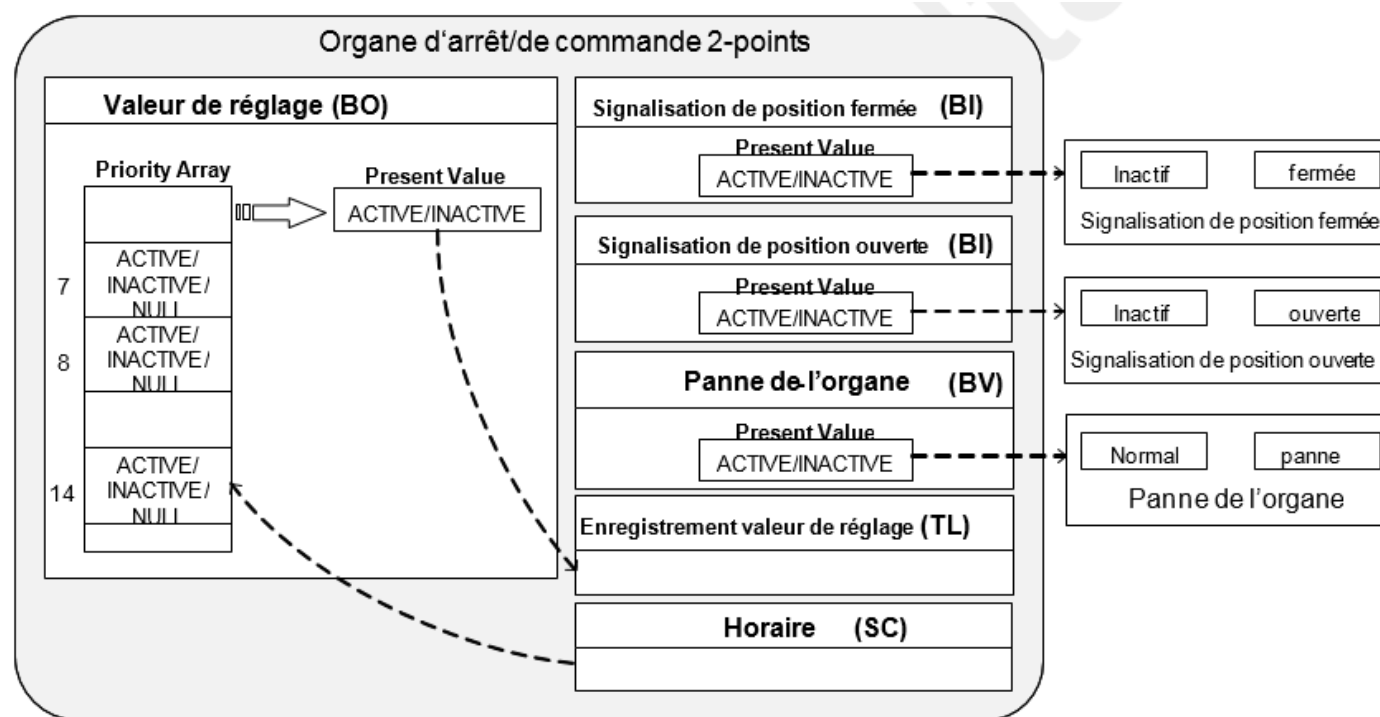 Organe d'arrêt/de commande 2-points
Valeur de réglage (BO)
Priority Array
Present Value
ACTIVE/INACTIVE
7
ACTIVE/
INACTIVE/
NULL
8
ACTIVE/
INACTIVE/
NULL
14
ACTIVE/
INACTIVE/
NULL
Signalisation de position fermée (BI)
Present Value
ACTIVE/INACTIVE
Signalisation de position ouverte (BI)
Present Value
ACTIVE/INACTIVE
Panne de l'organe (BV)
Present Value
ACTIVE/INACTIVE
Enregistrement valeur de réglage (TL)
Horaire (SC)
Inactif fermée
Signalisation de position fermée
Inactif ouverte
Signalisation de position ouverte
Normal panne
Panne de l'organe